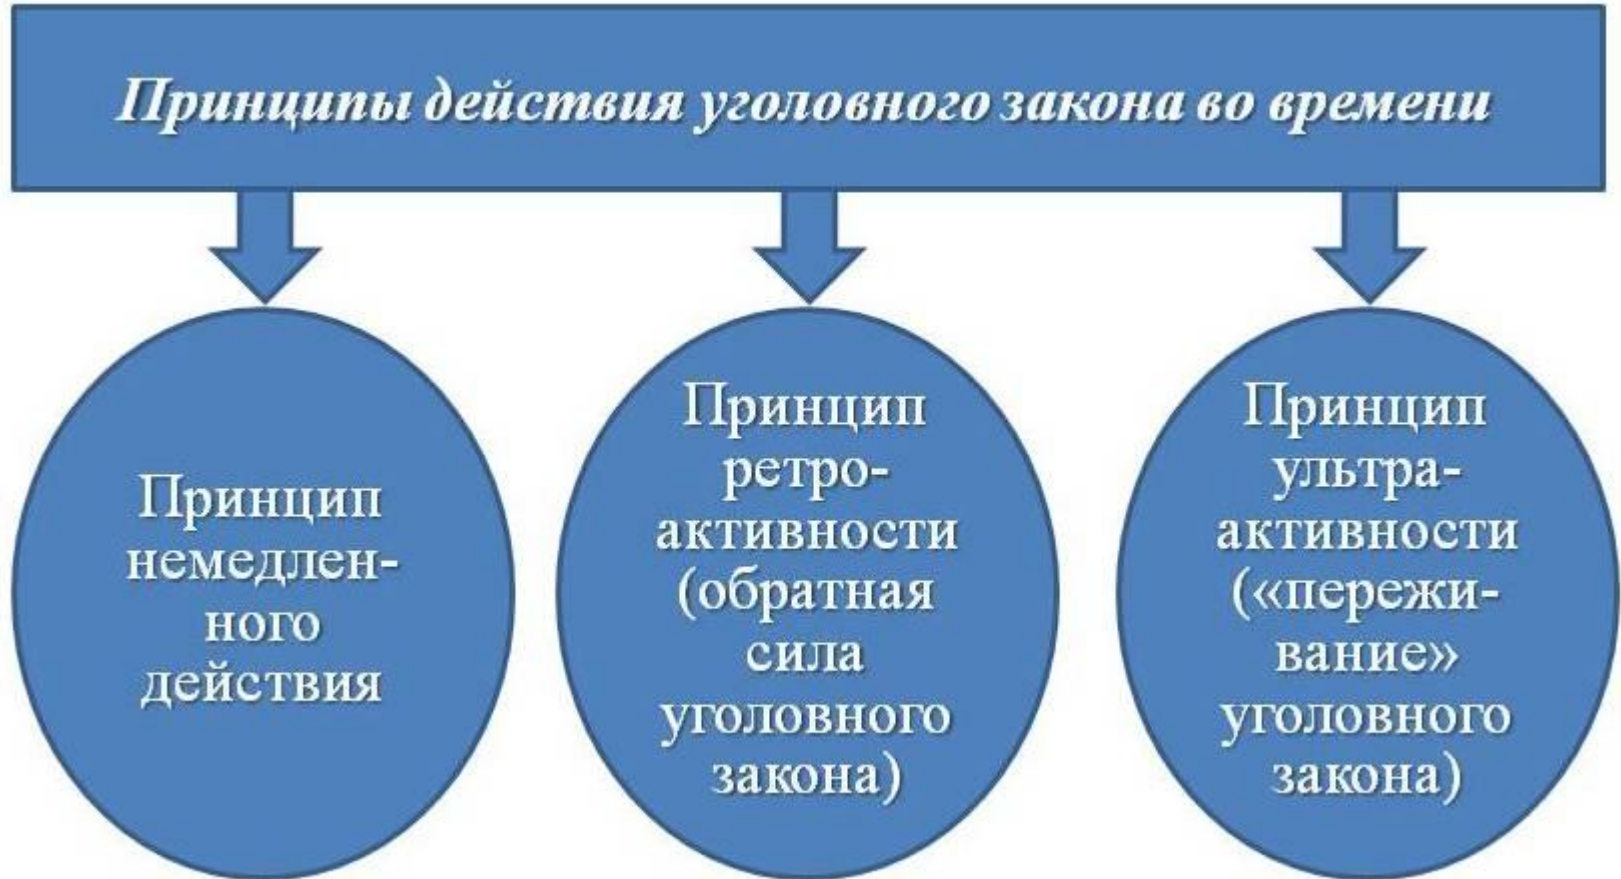 Принципы действия уголовного закона во времени
Принцип
немедлен-
ного
действия
Принцип
ретро-
активности
(обратная
сила
уголовного
закона)
Принцип
ультра-
активности
(«пережи-
вание»
уголовного
закона)